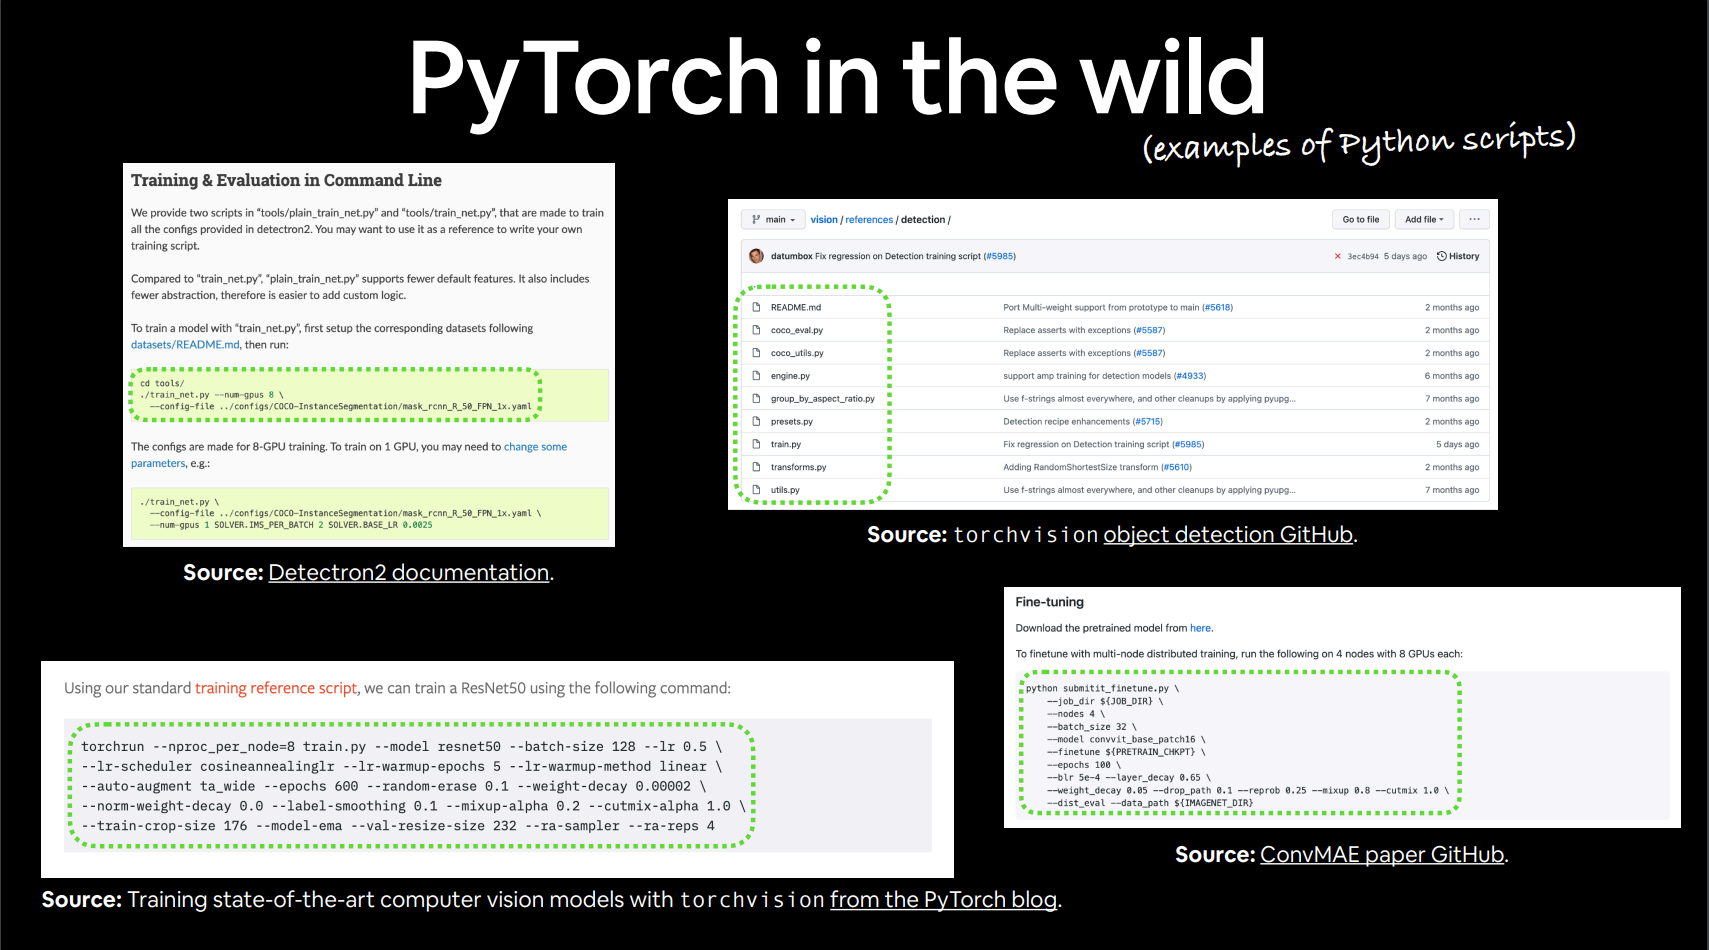 PyTorch in the wild
(examples of Python scripts)
Training & Evaluation in Command Line
We provide two scripts in “tools/plain_train_net.py” and “tools/train_net.py”, that are made to train
all the configs provided in detectron2. You may want to use it as a reference to write your own
training script.
Compared to “train_net.py”, “plain_train_net.py” supports fewer default features. It also includes
fewer abstraction, therefore is easier to add custom logic.
To train a model with “train_net.py”, first setup the corresponding datasets following
datasets/README.md, then run:
cd tools/
./train_net.py --num-gpus 8 \
--config-file ../configs/COCO-InstanceSegmentation/mask_rcnn_R_50_FPN_1x.yaml
The configs are made for 8-GPU training. To train on 1 GPU, you may need to change some
parameters, e.g.:
./train_net.py \
--config-file ../configs/COCO-InstanceSegmentation/mask_rcnn_R_50_FPN_1x.yaml \
--num-gpus 1 SOLVER.IMS_PER_BATCH 2 SOLVER.BASE_LR 0.0025
Source: Detectron2 documentation.
main vision / references / detection / Go to file Add file ...
datumbox Fix regression on Detection training script (#5985) 3ec4b94 5 days ago History
README.md Port Multi-weight support from prototype to main (#5618) 2 months ago
coco_eval.py Replace asserts with exceptions (#5587) 2 months ago
coco_utils.py Replace asserts with exceptions (#5587) 2 months ago
engine.py support amp training for detection models (#4933) 6 months ago
group_by_aspect_ratio.py Use f-strings almost everywhere, and other cleanups by applying pyupg... 7 months ago
presets.py Detection recipe enhancements (#5715) 2 months ago
train.py Fix regression on Detection training script (#5985) 5 days ago
transforms.py Adding RandomShortestSize transform (#5610) 2 months ago
utils.py Use f-strings almost everywhere, and other cleanups by applying pyupg... 7 months ago
Source: torchvision object detection GitHub.
Using our standard training reference script, we can train a ResNet50 using the following command:
torchrun --nproc_per_node=8 train.py --model resnet50 --batch-size 128 --lr 0.5 \
--lr-scheduler cosineannealinglr --lr-warmup-epochs 5 --lr-warmup-method linear \
--auto-augment ta_wide --epochs 600 --random-erase 0.1 --weight-decay 0.00002 \
--norm-weight-decay 0.0 --label-smoothing 0.1 --mixup-alpha 0.2 --cutmix-alpha 1.0 \
--train-crop-size 176 --model-ema --val-resize-size 232 --ra-sampler --ra-reps 4
Source: Training state-of-the-art computer vision models with torchvision from the PyTorch blog.
Fine-tuning
Download the pretrained model from here.
To finetune with multi-node distributed training, run the following on 4 nodes with 8 GPUs each:
python submitit_finetune.py \
--job_dir ${JOB_DIR} \
--nodes 4 \
--batch_size 32 \
--model convvit_base_patch16 \
--finetune ${PRETRAIN_CHKPT} \
--epochs 100 \
--blr 5e-4 --layer_decay 0.65 \
--weight_decay 0.05 --drop_path 0.1 --reprob 0.25 --mixup 0.8 --cutmix 1.0 \
--dist_eval --data_path ${IMAGENET_DIR}
Source: ConvMAE paper GitHub.